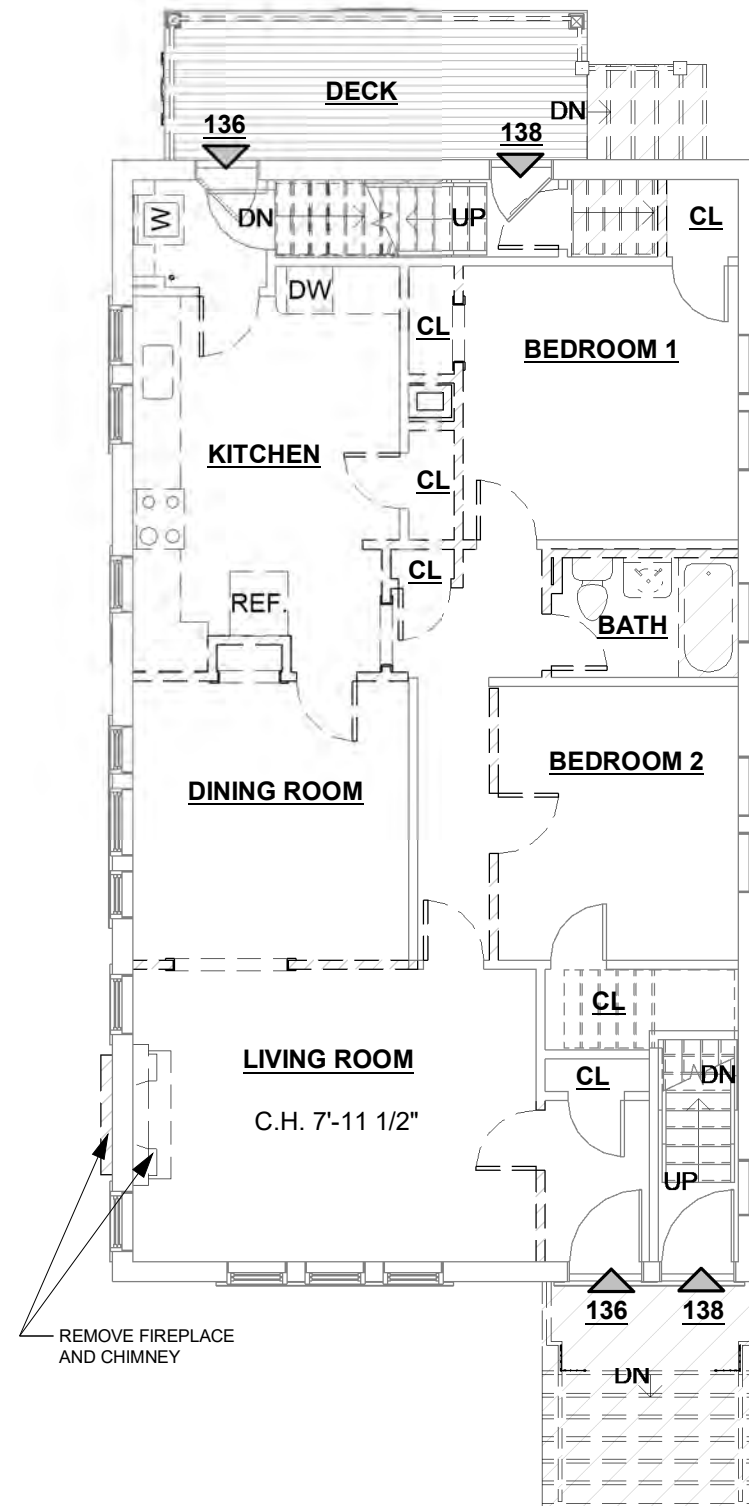 DECK
DN
136
138
W
DN
UP
CL
DW
CL
BEDROOM 1
KITCHEN
CL
CL
REF.
BATH
BEDROOM 2
DINING ROOM
CL
LIVING ROOM
CL
DN
C.H. 7'-11 1/2"
UP
136
138
REMOVE FIREPLACE
AND CHIMNEY
DN